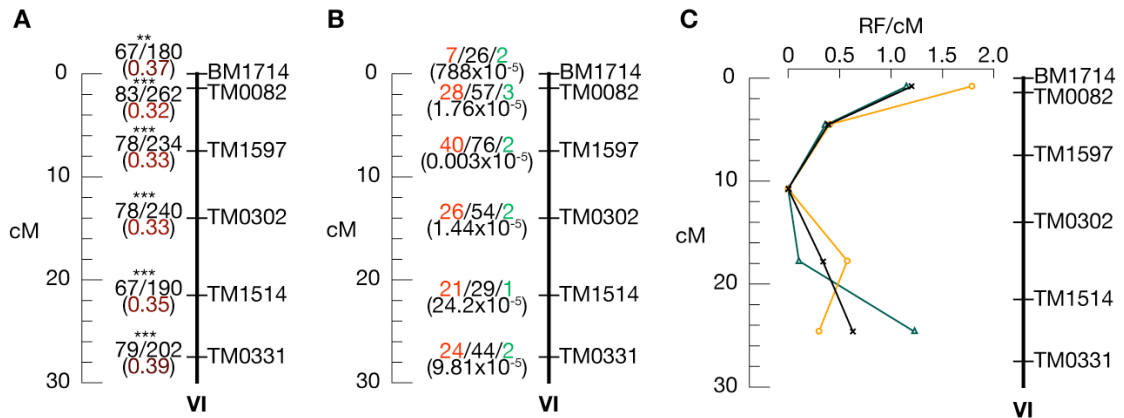 A
**
67/180
(0.37)
***
83/262
(0.32)
***
78/234
(0.33)
***
78/240
(0.33)
***
67/190
(0.35)
***
79/202
(0.39)
0
10
20
30
cM
BM1714
TM0082
TM1597
TM0302
TM1514
TM0331
VI
B
7/26/2
(788x10⁻⁵)
28/57/3
(1.76x10⁻⁵)
40/76/2
(0.003x10⁻⁵)
26/54/2
(1.44x10⁻⁵)
21/29/1
(24.2x10⁻⁵)
24/44/2
(9.81x10⁻⁵)
0
10
20
30
cM
BM1714
TM0082
TM1597
TM0302
TM1514
TM0331
VI
C
RF/cM
0 0.5 1.0 1.5 2.0
0
10
20
30
cM
BM1714
TM0082
TM1597
TM0302
TM1514
TM0331
VI